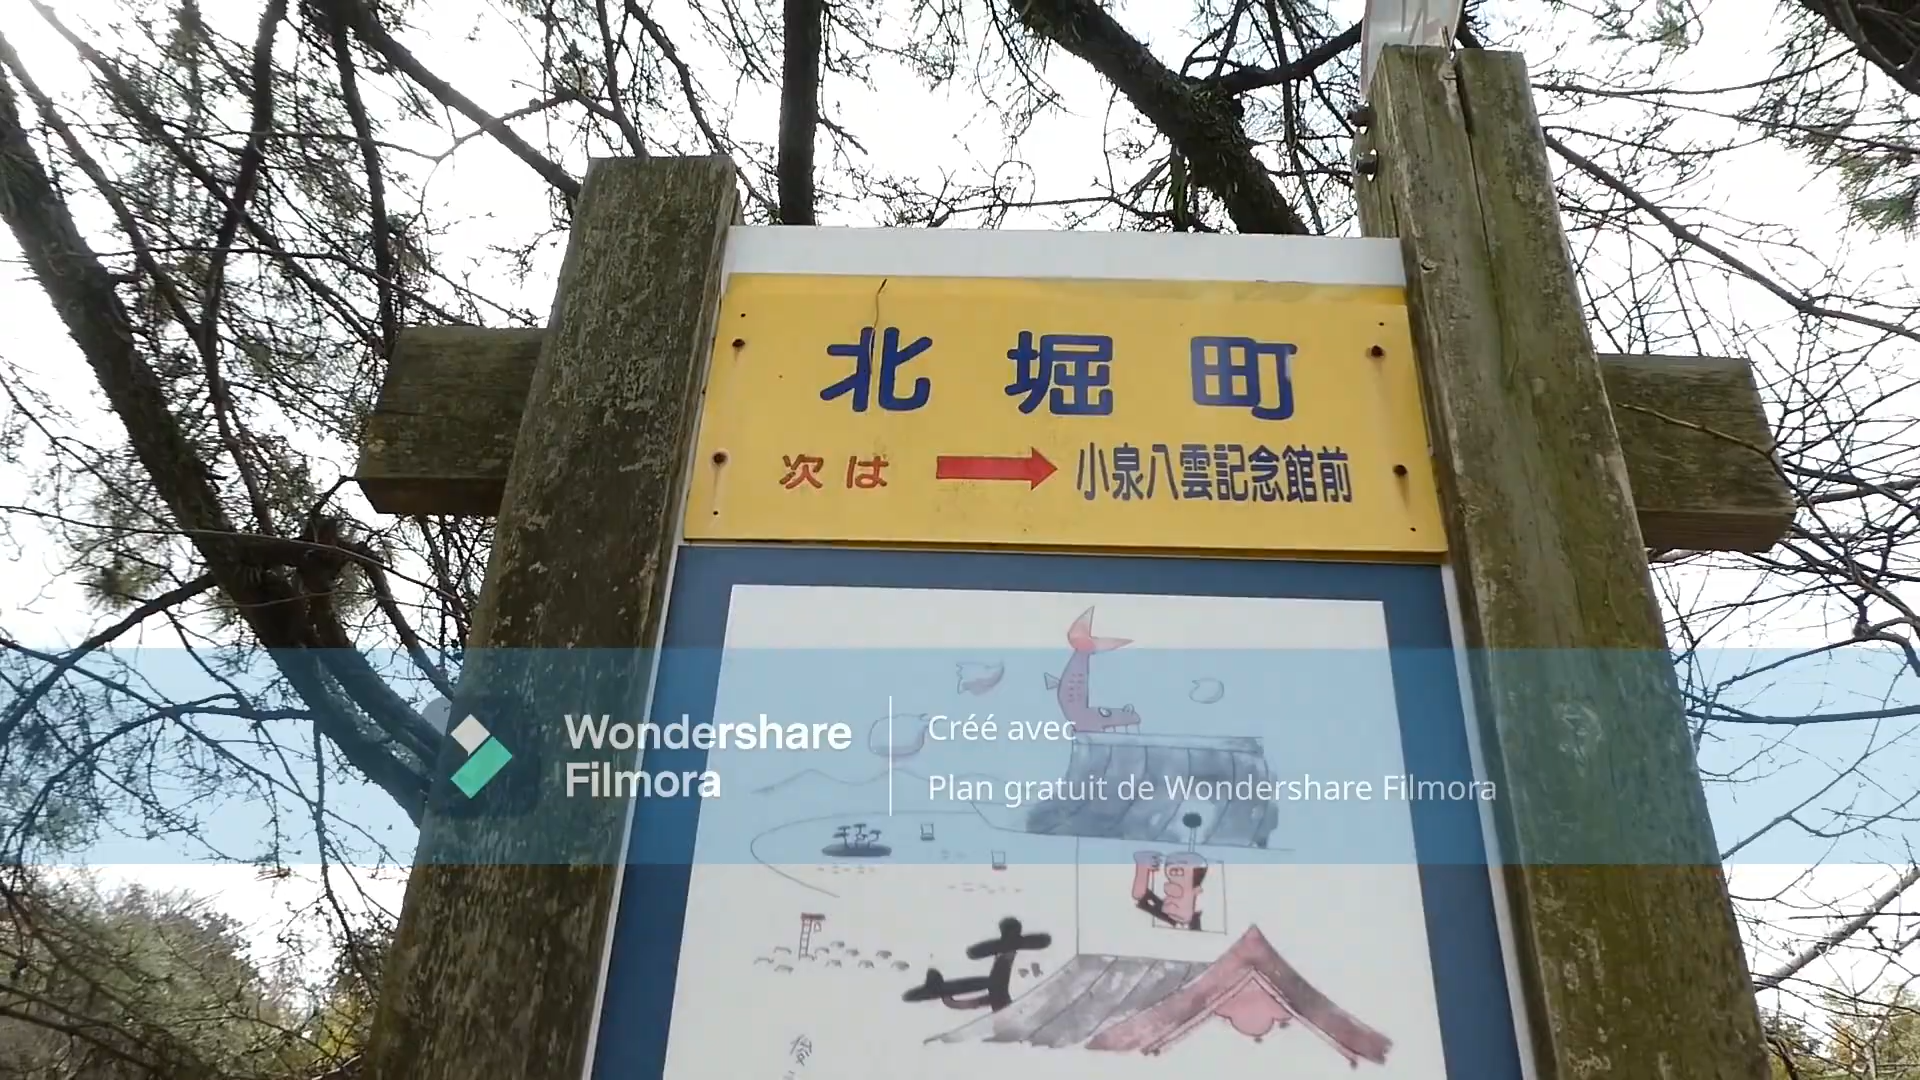 北堀町
次は → 小泉八雲記念館前
Wondershare
Filmora
Créé avec
Plan gratuit de Wondershare Filmora